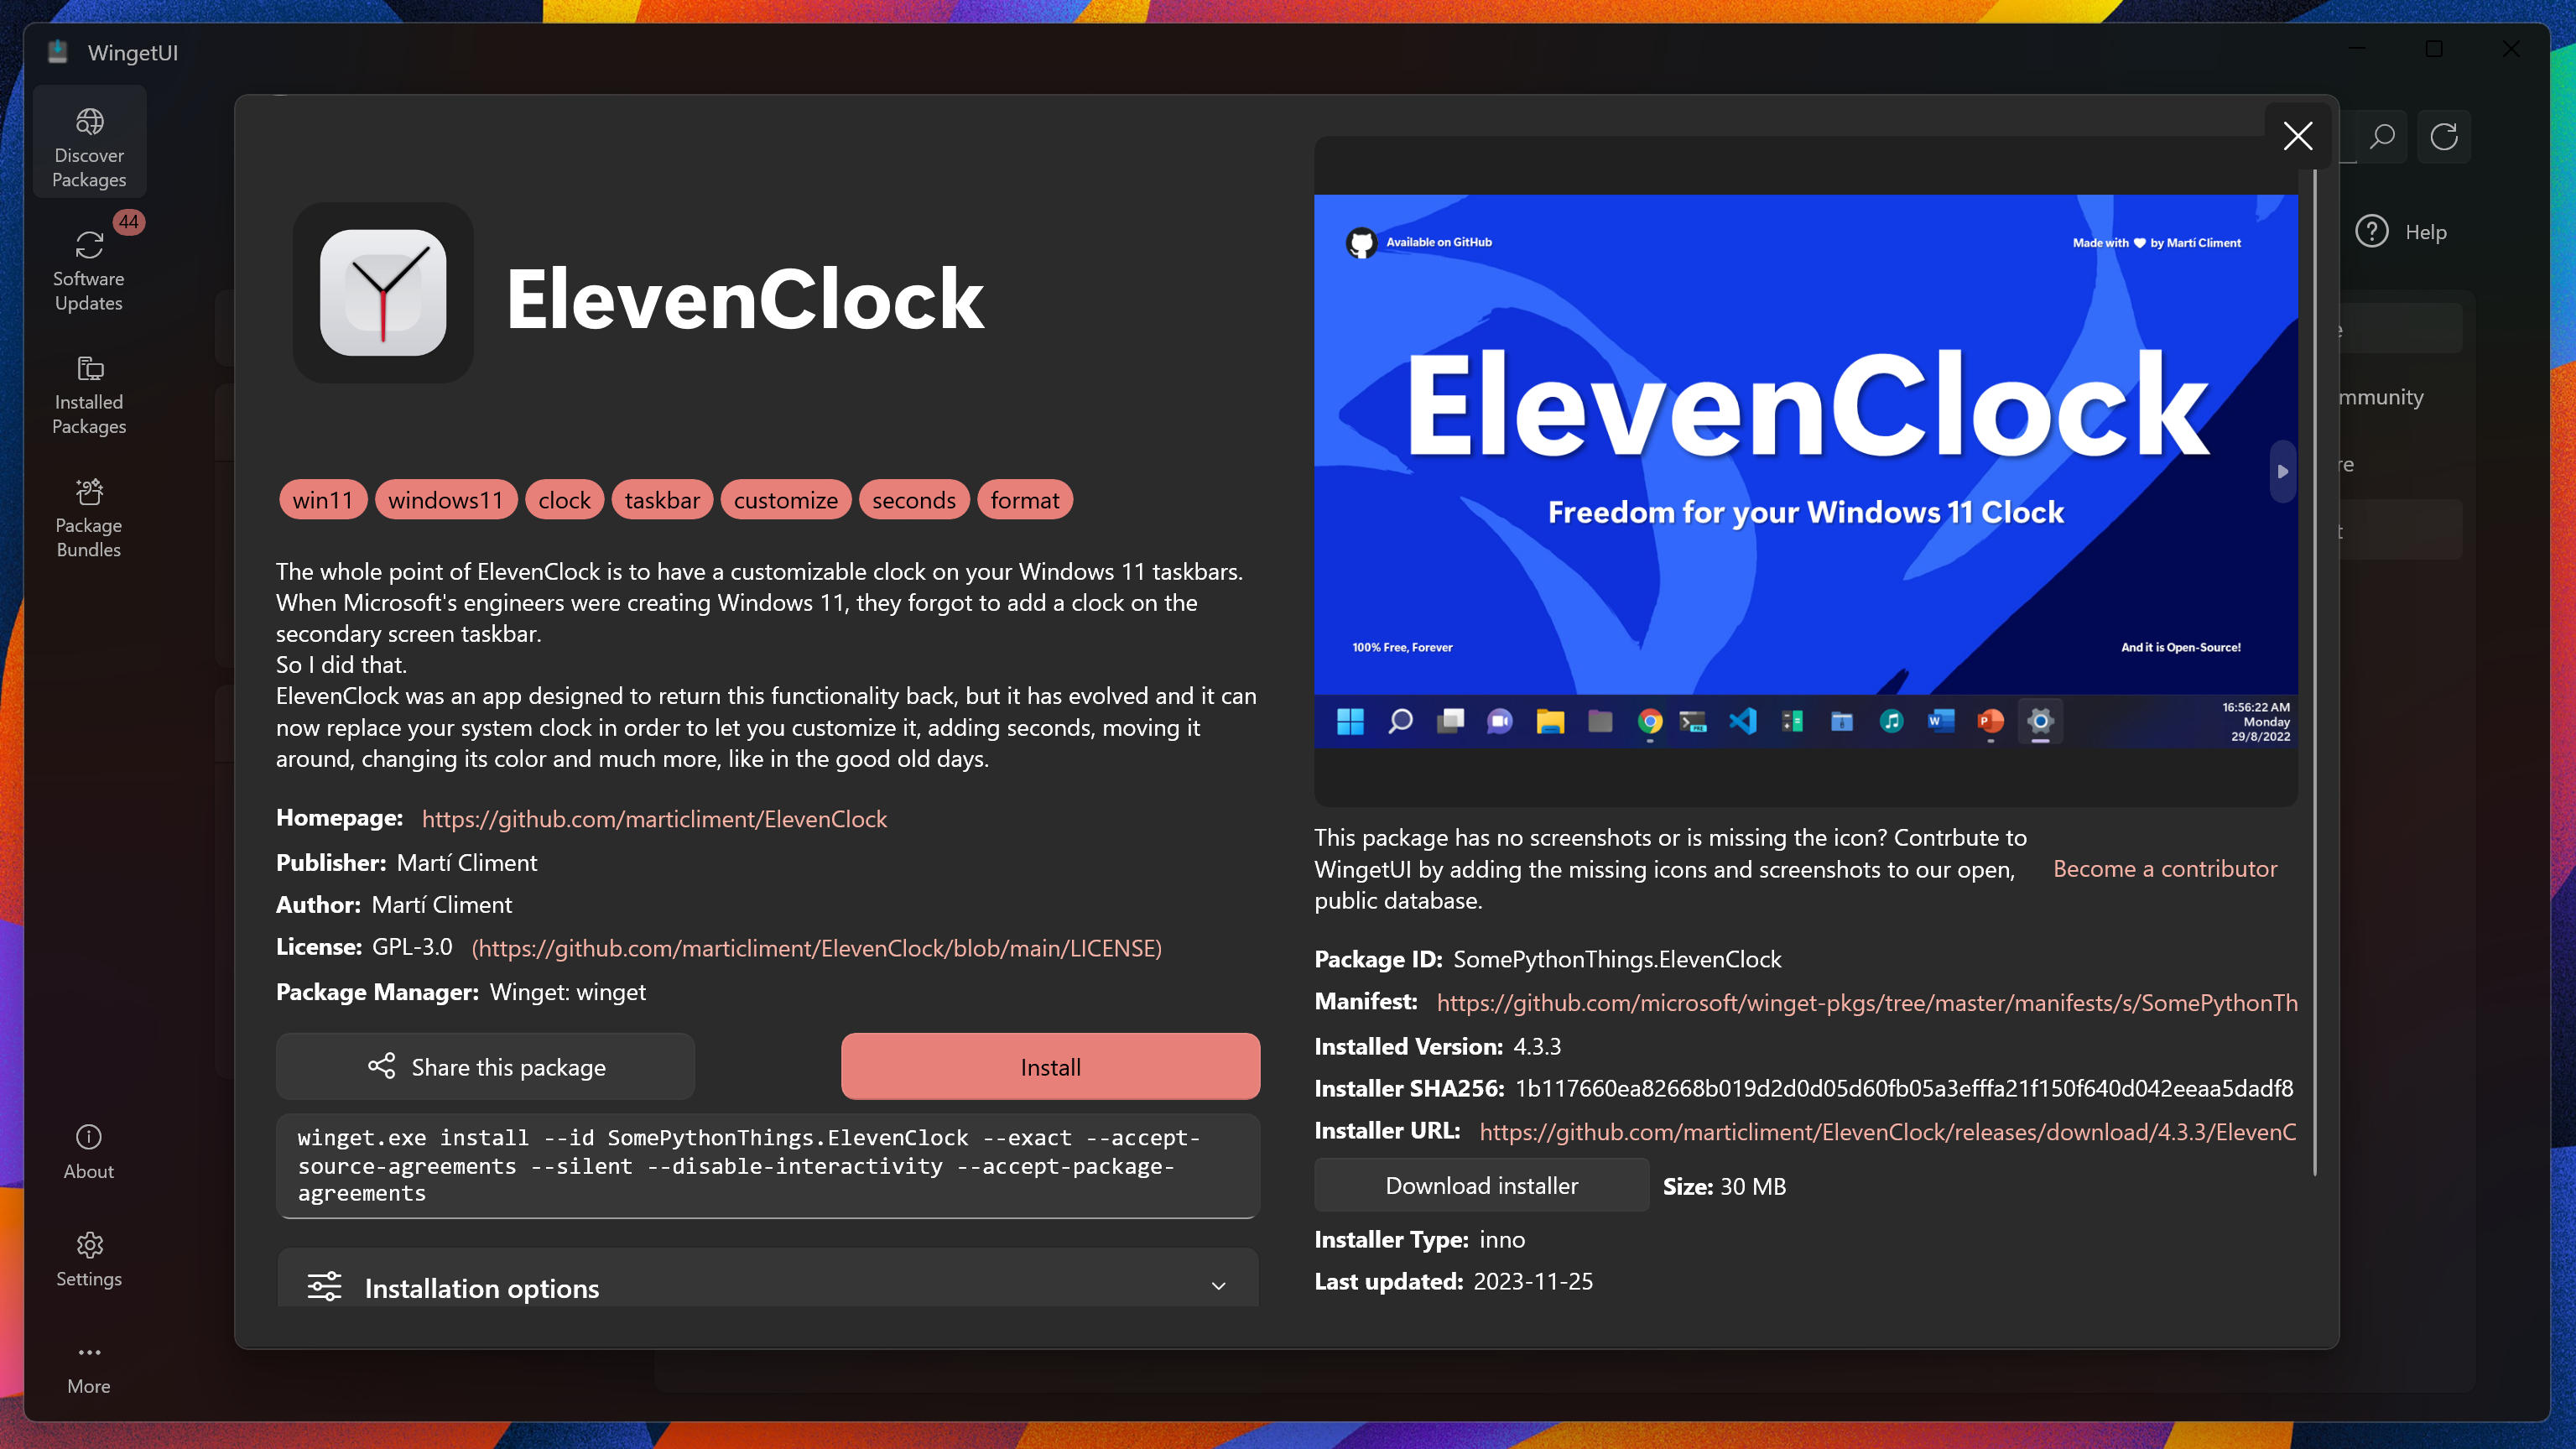 WingetUI
Discover
Packages
44
Software
Updates
Installed
Packages
Package
Bundles
About
Settings
More
Help
mmunity
ElevenClock
win11 windows11 clock taskbar customize seconds format
The whole point of ElevenClock is to have a customizable clock on your Windows 11 taskbars.
When Microsoft's engineers were creating Windows 11, they forgot to add a clock on the
secondary screen taskbar.
So I did that.
ElevenClock was an app designed to return this functionality back, but it has evolved and it can
now replace your system clock in order to let you customize it, adding seconds, moving it
around, changing its color and much more, like in the good old days.
Homepage: https://github.com/marticliment/ElevenClock
Publisher: Martí Climent
Author: Martí Climent
License: GPL-3.0 (https://github.com/marticliment/ElevenClock/blob/main/LICENSE)
Package Manager: Winget: winget
Share this package
Install
winget.exe install --id SomePythonThings.ElevenClock --exact --accept-
source-agreements --silent --disable-interactivity --accept-package-
agreements
Installation options
Available on GitHub
Made with ♥ by Martí Climent
ElevenClock
Freedom for your Windows 11 Clock
100% Free, Forever
And it is Open-Source!
16:56:22 AM
Monday
29/8/2022
This package has no screenshots or is missing the icon? Contrbute to
WingetUI by adding the missing icons and screenshots to our open,
public database.
Become a contributor
Package ID: SomePythonThings.ElevenClock
Manifest: https://github.com/microsoft/winget-pkgs/tree/master/manifests/s/SomePythonTh
Installed Version: 4.3.3
Installer SHA256: 1b117660ea82668b019d2d0d05d60fb05a3efffa21f150f640d042eeaa5dadf8
Installer URL: https://github.com/marticliment/ElevenClock/releases/download/4.3.3/ElevenC
Download installer
Size: 30 MB
Installer Type: inno
Last updated: 2023-11-25